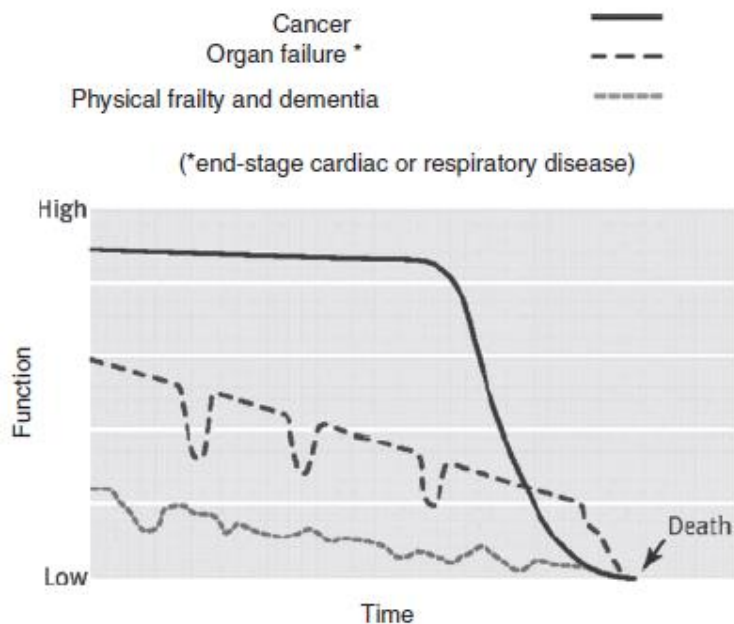 Cancer
Organ failure *
Physical frailty and dementia
(*end-stage cardiac or respiratory disease)
High
Function
Low
Death
Time